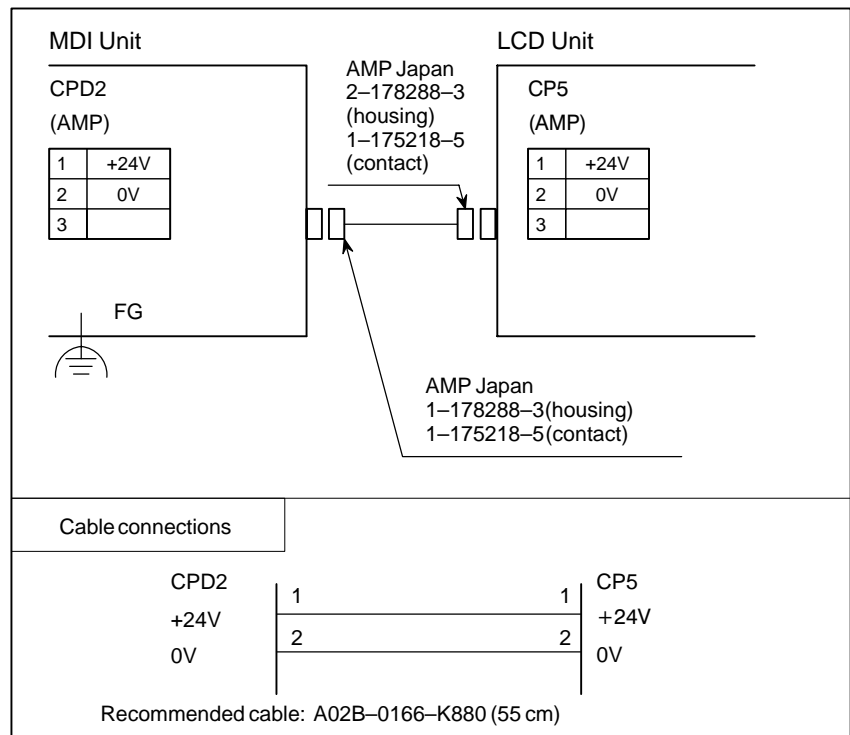 MDI Unit
LCD Unit
CPD2
(AMP)
1 +24V
2 0V
3
FG
AMP Japan
2–178288–3
(housing)
1–175218–5
(contact)
CP5
(AMP)
1 +24V
2 0V
3
AMP Japan
1–178288–3(housing)
1–175218–5(contact)
Cable connections
CPD2
+24V
0V
1
2
1
2
CP5
+24V
0V
Recommended cable: A02B–0166–K880 (55 cm)